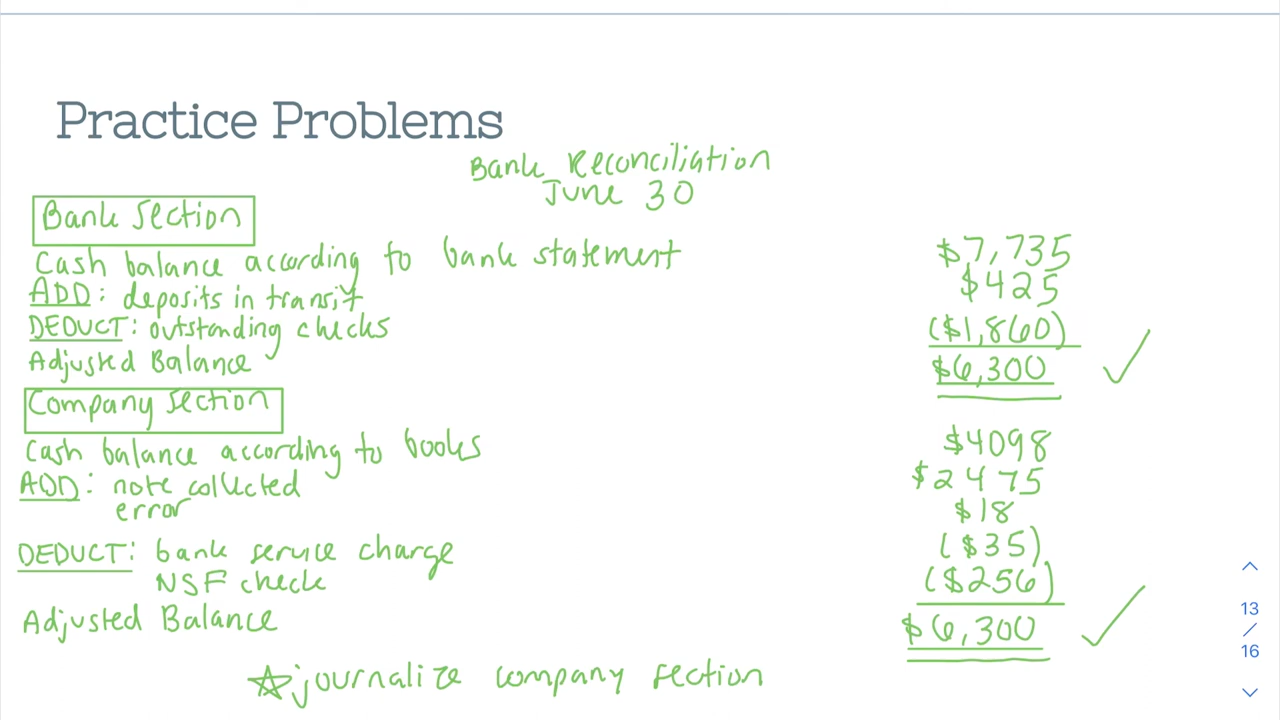 Practice Problems
Bank Reconciliation
June 30
Bank Section
Cash balance according to bank statement $7,735
ADD: deposits in transit $425
DEDUCT: outstanding checks ($1,860)
Adjusted Balance $6,300
Company Section
Cash balance according to books $4098
ADD: note collected $2475
error $18
DEDUCT: bank service charge ($35)
NSF check ($256)
Adjusted Balance $6,300
journalize company section
13
/
16